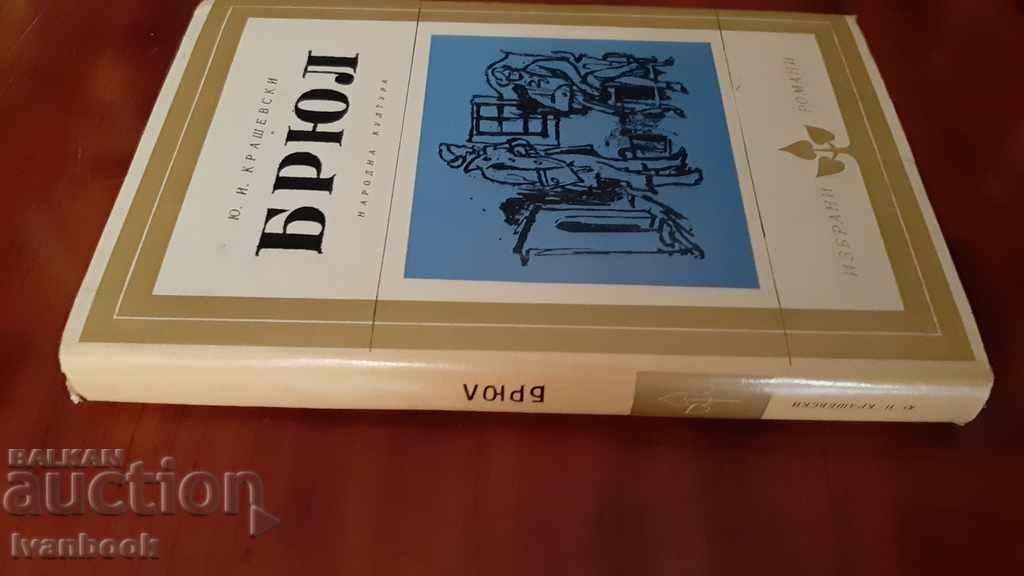 Ю. И. КРАШЕВСКИ
БРЮЛ
НАРОДНА КУЛТУРА
ИЗБРАНИ РОМАНИ
БРЮЛ
Ю И КРАШЕВСКИ
BALKAN
auction
Ivanbook